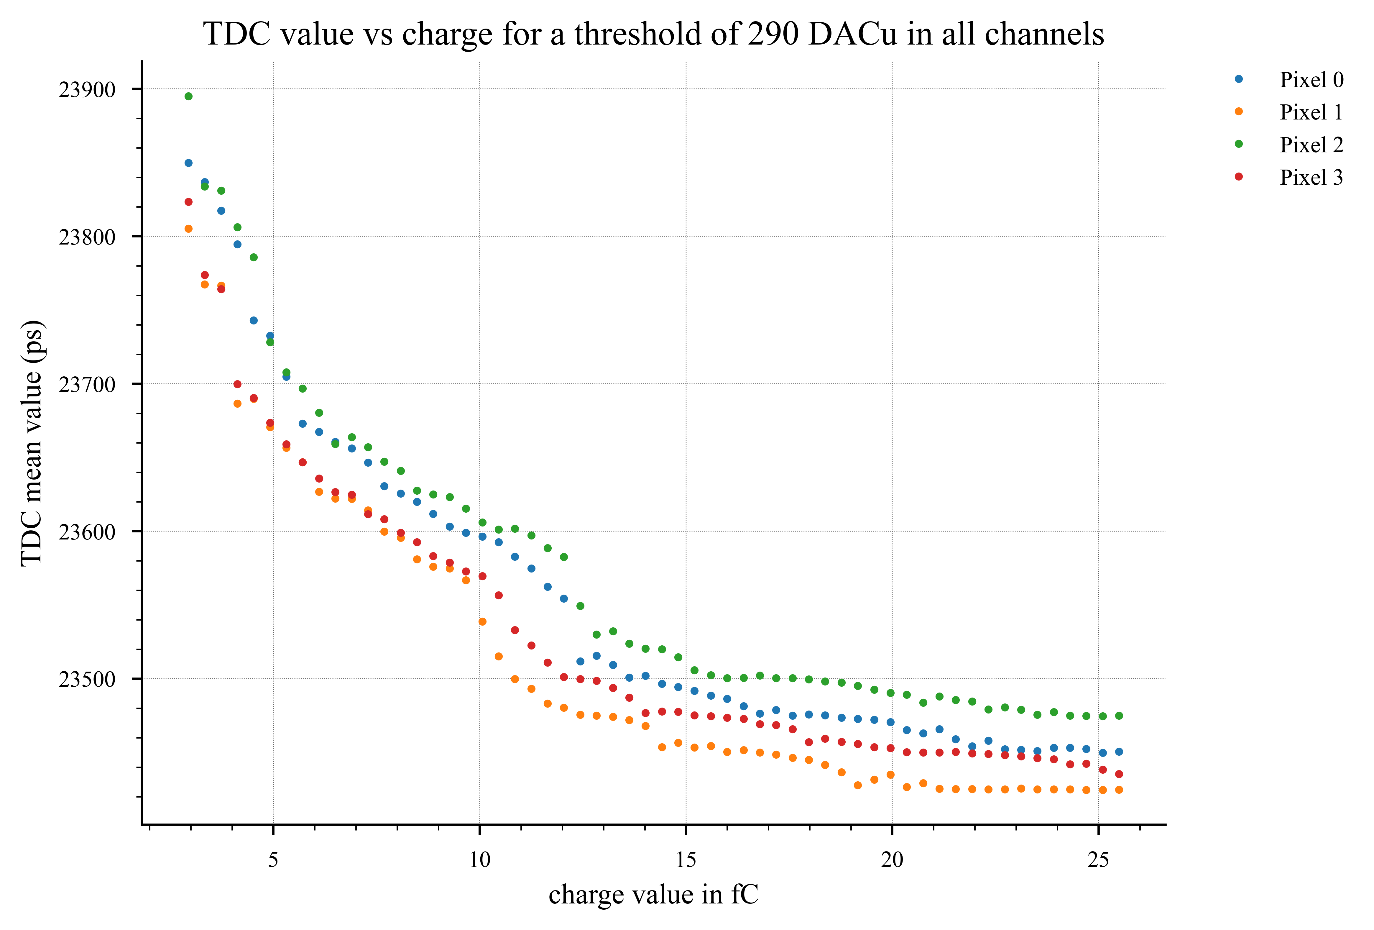 TDC value vs charge for a threshold of 290 DACu in all channels
Pixel 0
Pixel 1
Pixel 2
Pixel 3
TDC mean value (ps)
23900
23800
23700
23600
23500
5
10
15
20
25
charge value in fC